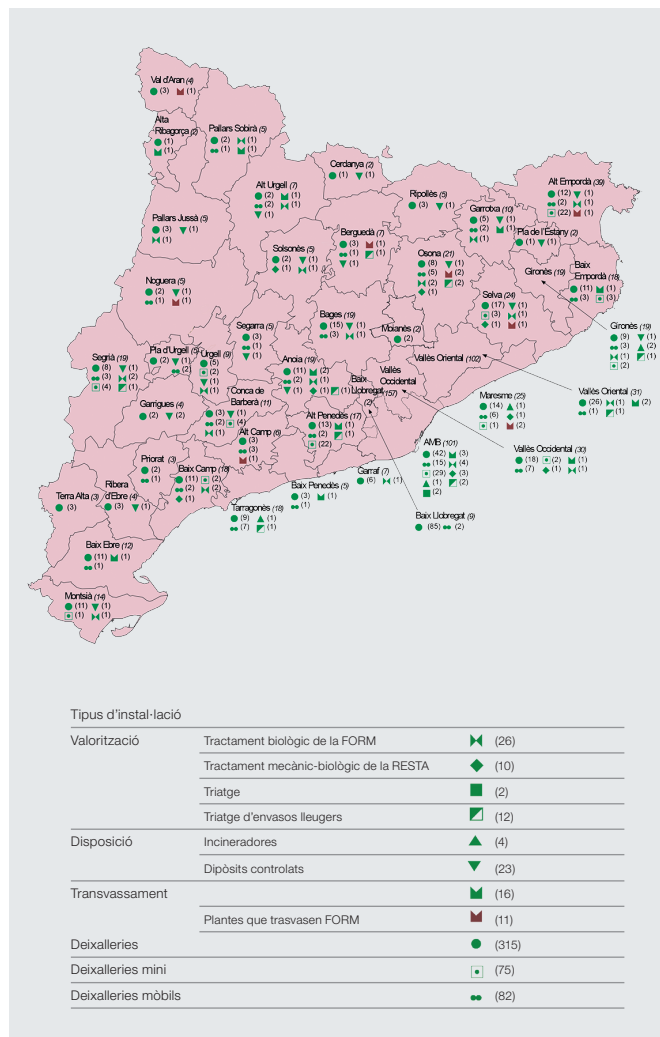 Val d'Aran (4)
(3) (1)
Alta
Ribagorça (2)
(1)
(1)
Pallars Sobirà (5)
(2) (1)
(1) (1)
Cerdanya (2)
(1) (1)
Alt Urgell (7)
(2) (1)
(2) (1)
(1)
Ripollès (5)
(3) (1)
Alt Empordà (39)
(12) (1)
(2) (1)
(22) (1)
Garrotxa (10)
(5) (1)
(2) (1)
(1)
Pla de l'Estany (2)
(1) (1)
Pallars Jussà (5)
(3) (1)
(1)
Berguedà (7)
(3) (1)
(1) (1)
(1)
Solsonès (5)
(2) (1)
(1) (1)
Osona (21)
(8) (1)
(5) (2)
(2) (2)
(1)
Gironès (19)
Baix
Empordà (18)
(11) (1)
(3) (3)
Noguera (5)
(2) (1)
(1) (1)
Selva (24)
(17) (1)
(3) (1)
(1) (1)
Bages (19)
(15) (1)
(3)
Moianès (2)
(2)
Gironès (19)
(9) (1)
(3) (2)
(1) (1)
(2)
Segarra (5)
(3)
(1)
(1)
Segrià (19)
(8) (1)
(3) (2)
(4) (1)
Pla d'Urgell (5)
(2) (1)
(2)
Urgell (9)
(5)
(2)
(1)
(1)
Anoia (19)
(11) (2)
(2) (1)
(1) (1) (1)
Vallès
Occidental
(157)
Vallès Oriental (102)
Baix
Llobregat
(2)
Vallès Oriental (31)
(26) (1) (2)
(1) (1)
Garrigues (4)
(2) (2)
Conca de
Barberà (11)
(3) (1)
(2) (4)
(1)
Maresme (25)
(14) (1)
(6) (1)
(1) (2)
Alt Penedès (17)
(13) (1)
(2) (1)
(22)
Alt Camp (6)
(3)
(3)
(1)
AMB (101)
(42) (3)
(15) (4)
(29) (3)
(1) (2)
(2)
Vallès Occidental (30)
(18) (2) (1)
(7) (1) (1)
Priorat (3)
(2)
(1)
Baix Camp (18)
(11) (2)
(2) (2)
(1)
Garraf (7)
(6) (1)
Baix Penedès (5)
(3) (1)
(1)
Terra Alta (3)
(3)
Ribera
d'Ebre (4)
(3) (1)
Tarragonès (18)
(9) (1)
(7) (1)
Baix Llobregat (9)
(85) (2)
Baix Ebre (12)
(11) (1)
(1)
Montsià (14)
(11) (1)
(1) (1)
Tipus d'instal·lació
Valorització Tractament biològic de la FORM (26)
Tractament mecànic-biològic de la RESTA (10)
Triatge (2)
Triatge d'envasos lleugers (12)
Disposició Incineradores (4)
Dipòsits controlats (23)
Transvassament (16)
Plantes que trasvasen FORM (11)
Deixalleries (315)
Deixalleries mini (75)
Deixalleries mòbils (82)